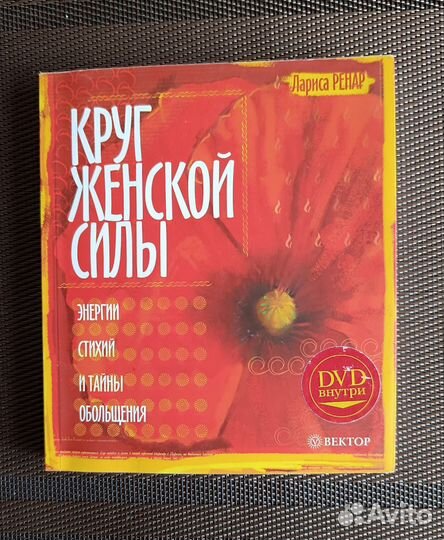 Лариса РЕНАР
КРУГ
ЖЕНСКОЙ
СИЛЫ
ЭНЕРГИИ
СТИХИЙ
И ТАЙНЫ
ОБОЛЬЩЕНИЯ
DVD
ВНУТРИ
ВЕКТОР
Avito